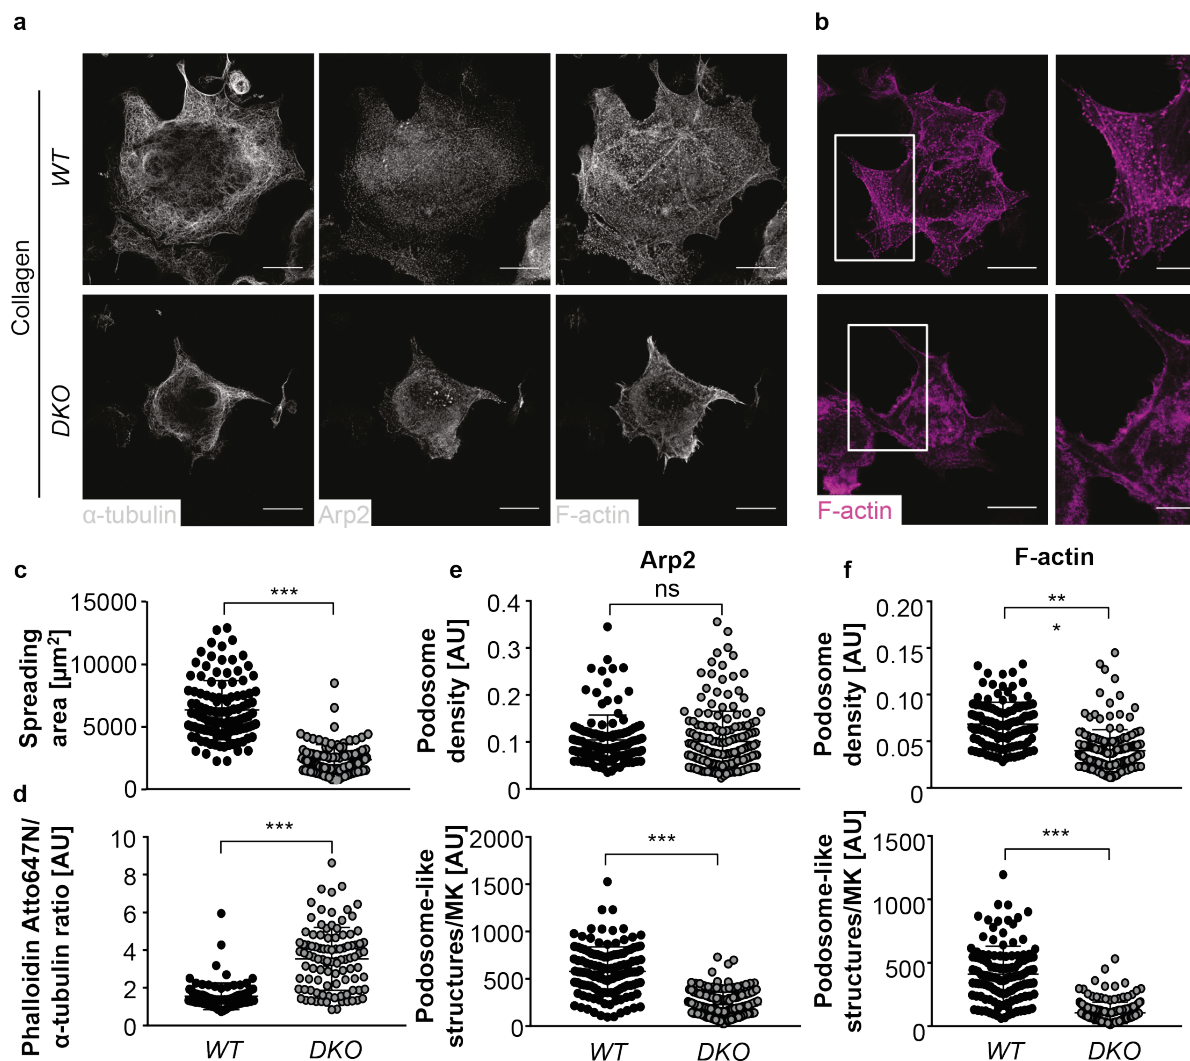 a
b
WT
Collagen
DKO
α-tubulin
Arp2
F-actin
F-actin
c
Spreading
area [µm²]
15000
10000
5000
0
***
d
Phalloidin Atto647N/
α-tubulin ratio [AU]
10
8
6
4
2
0
***
WT
DKO
e
Arp2
ns
Podosome
density [AU]
0.4
0.3
0.2
0.1
0
Podosome-like
structures/MK [AU]
2000
1500
1000
500
0
***
WT
DKO
f
F-actin
**
*
Podosome
density [AU]
0.20
0.15
0.10
0.05
0
Podosome-like
structures/MK [AU]
1500
1000
500
0
***
WT
DKO